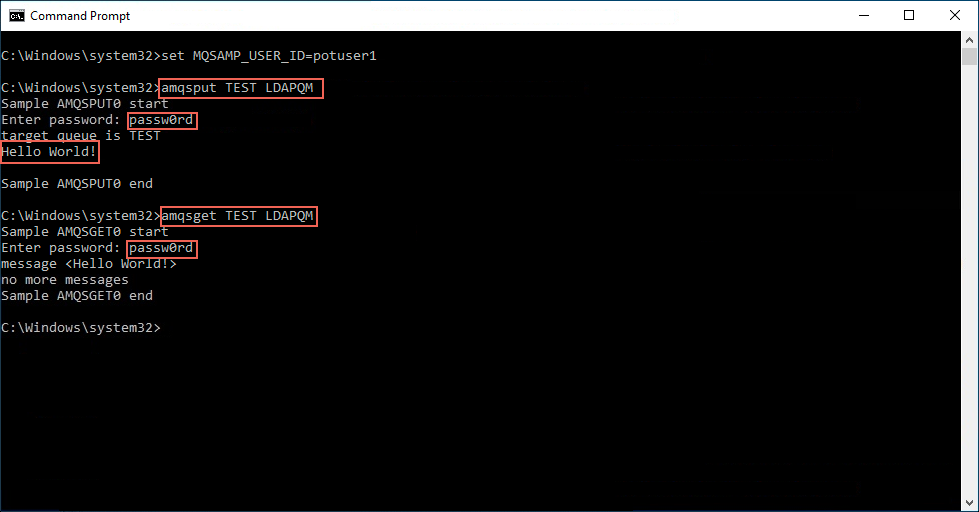 Command Prompt
C:\Windows\system32>set MQSAMP_USER_ID=potuser1
C:\Windows\system32>amqsput TEST LDAPQM
Sample AMQSPUT0 start
Enter password: passw0rd
target queue is TEST
Hello World!
Sample AMQSPUT0 end
C:\Windows\system32>amqsget TEST LDAPQM
Sample AMQSGET0 start
Enter password: passw0rd
message <Hello World!>
no more messages
Sample AMQSGET0 end
C:\Windows\system32>